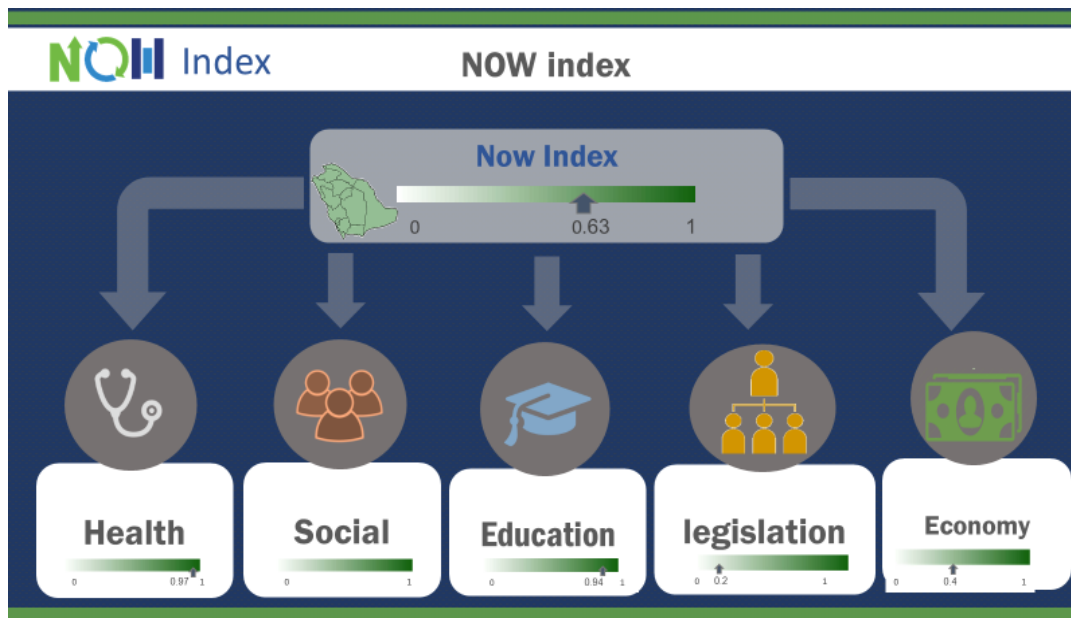 NOW Index
NOW index
Now Index
0 0.63 1
Health
0 0.97 1
Social
0 1
Education
0 0.94 1
legislation
0 0.2 1
Economy
0 0.4 1